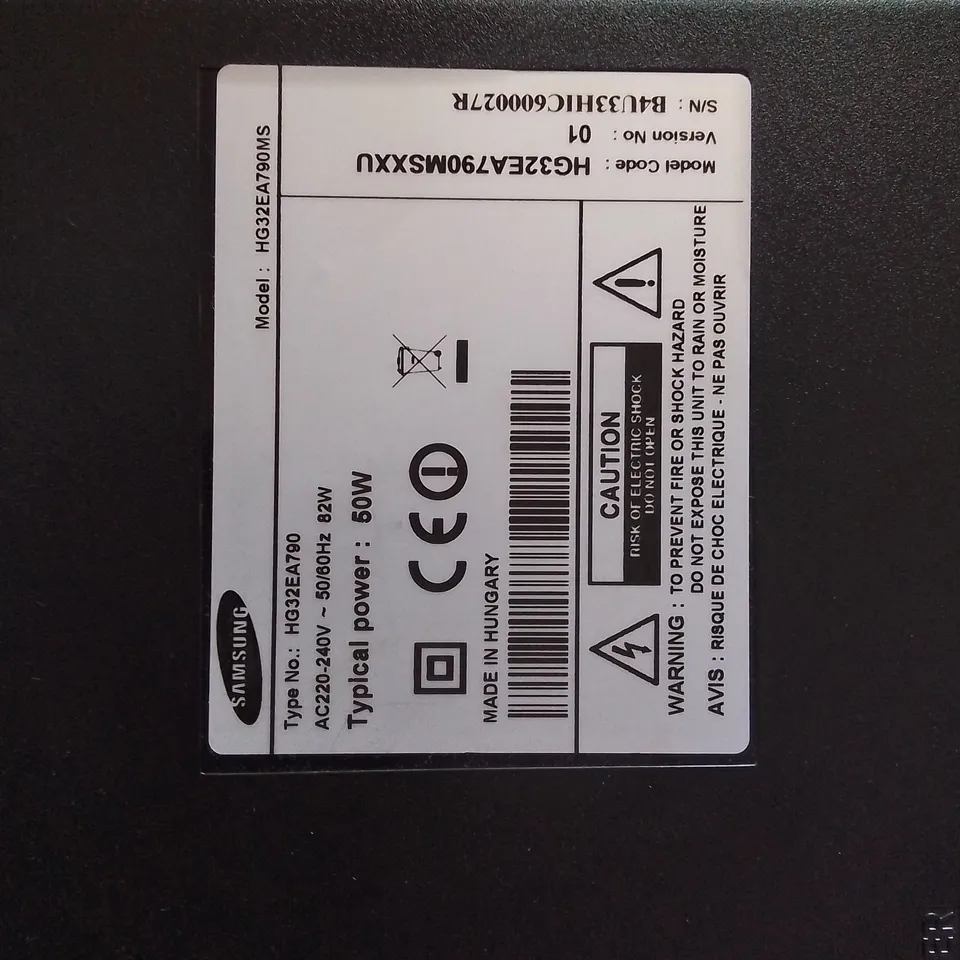 SAMSUNG
Model : HG32EA790MS
Type No.: HG32EA790
AC220-240V ~ 50/60Hz 82W
Typical power : 50W
CE
MADE IN HUNGARY
CAUTION
RISK OF ELECTRIC SHOCK
DO NOT OPEN
WARNING : TO PREVENT FIRE OR SHOCK HAZARD
DO NOT EXPOSE THIS UNIT TO RAIN OR MOISTURE
AVIS : RISQUE DE CHOC ELECTRIQUE - NE PAS OUVRIR
Model Code : HG32EA790MSXXU
Version No : 01
S/N : B4U33HIC600027R